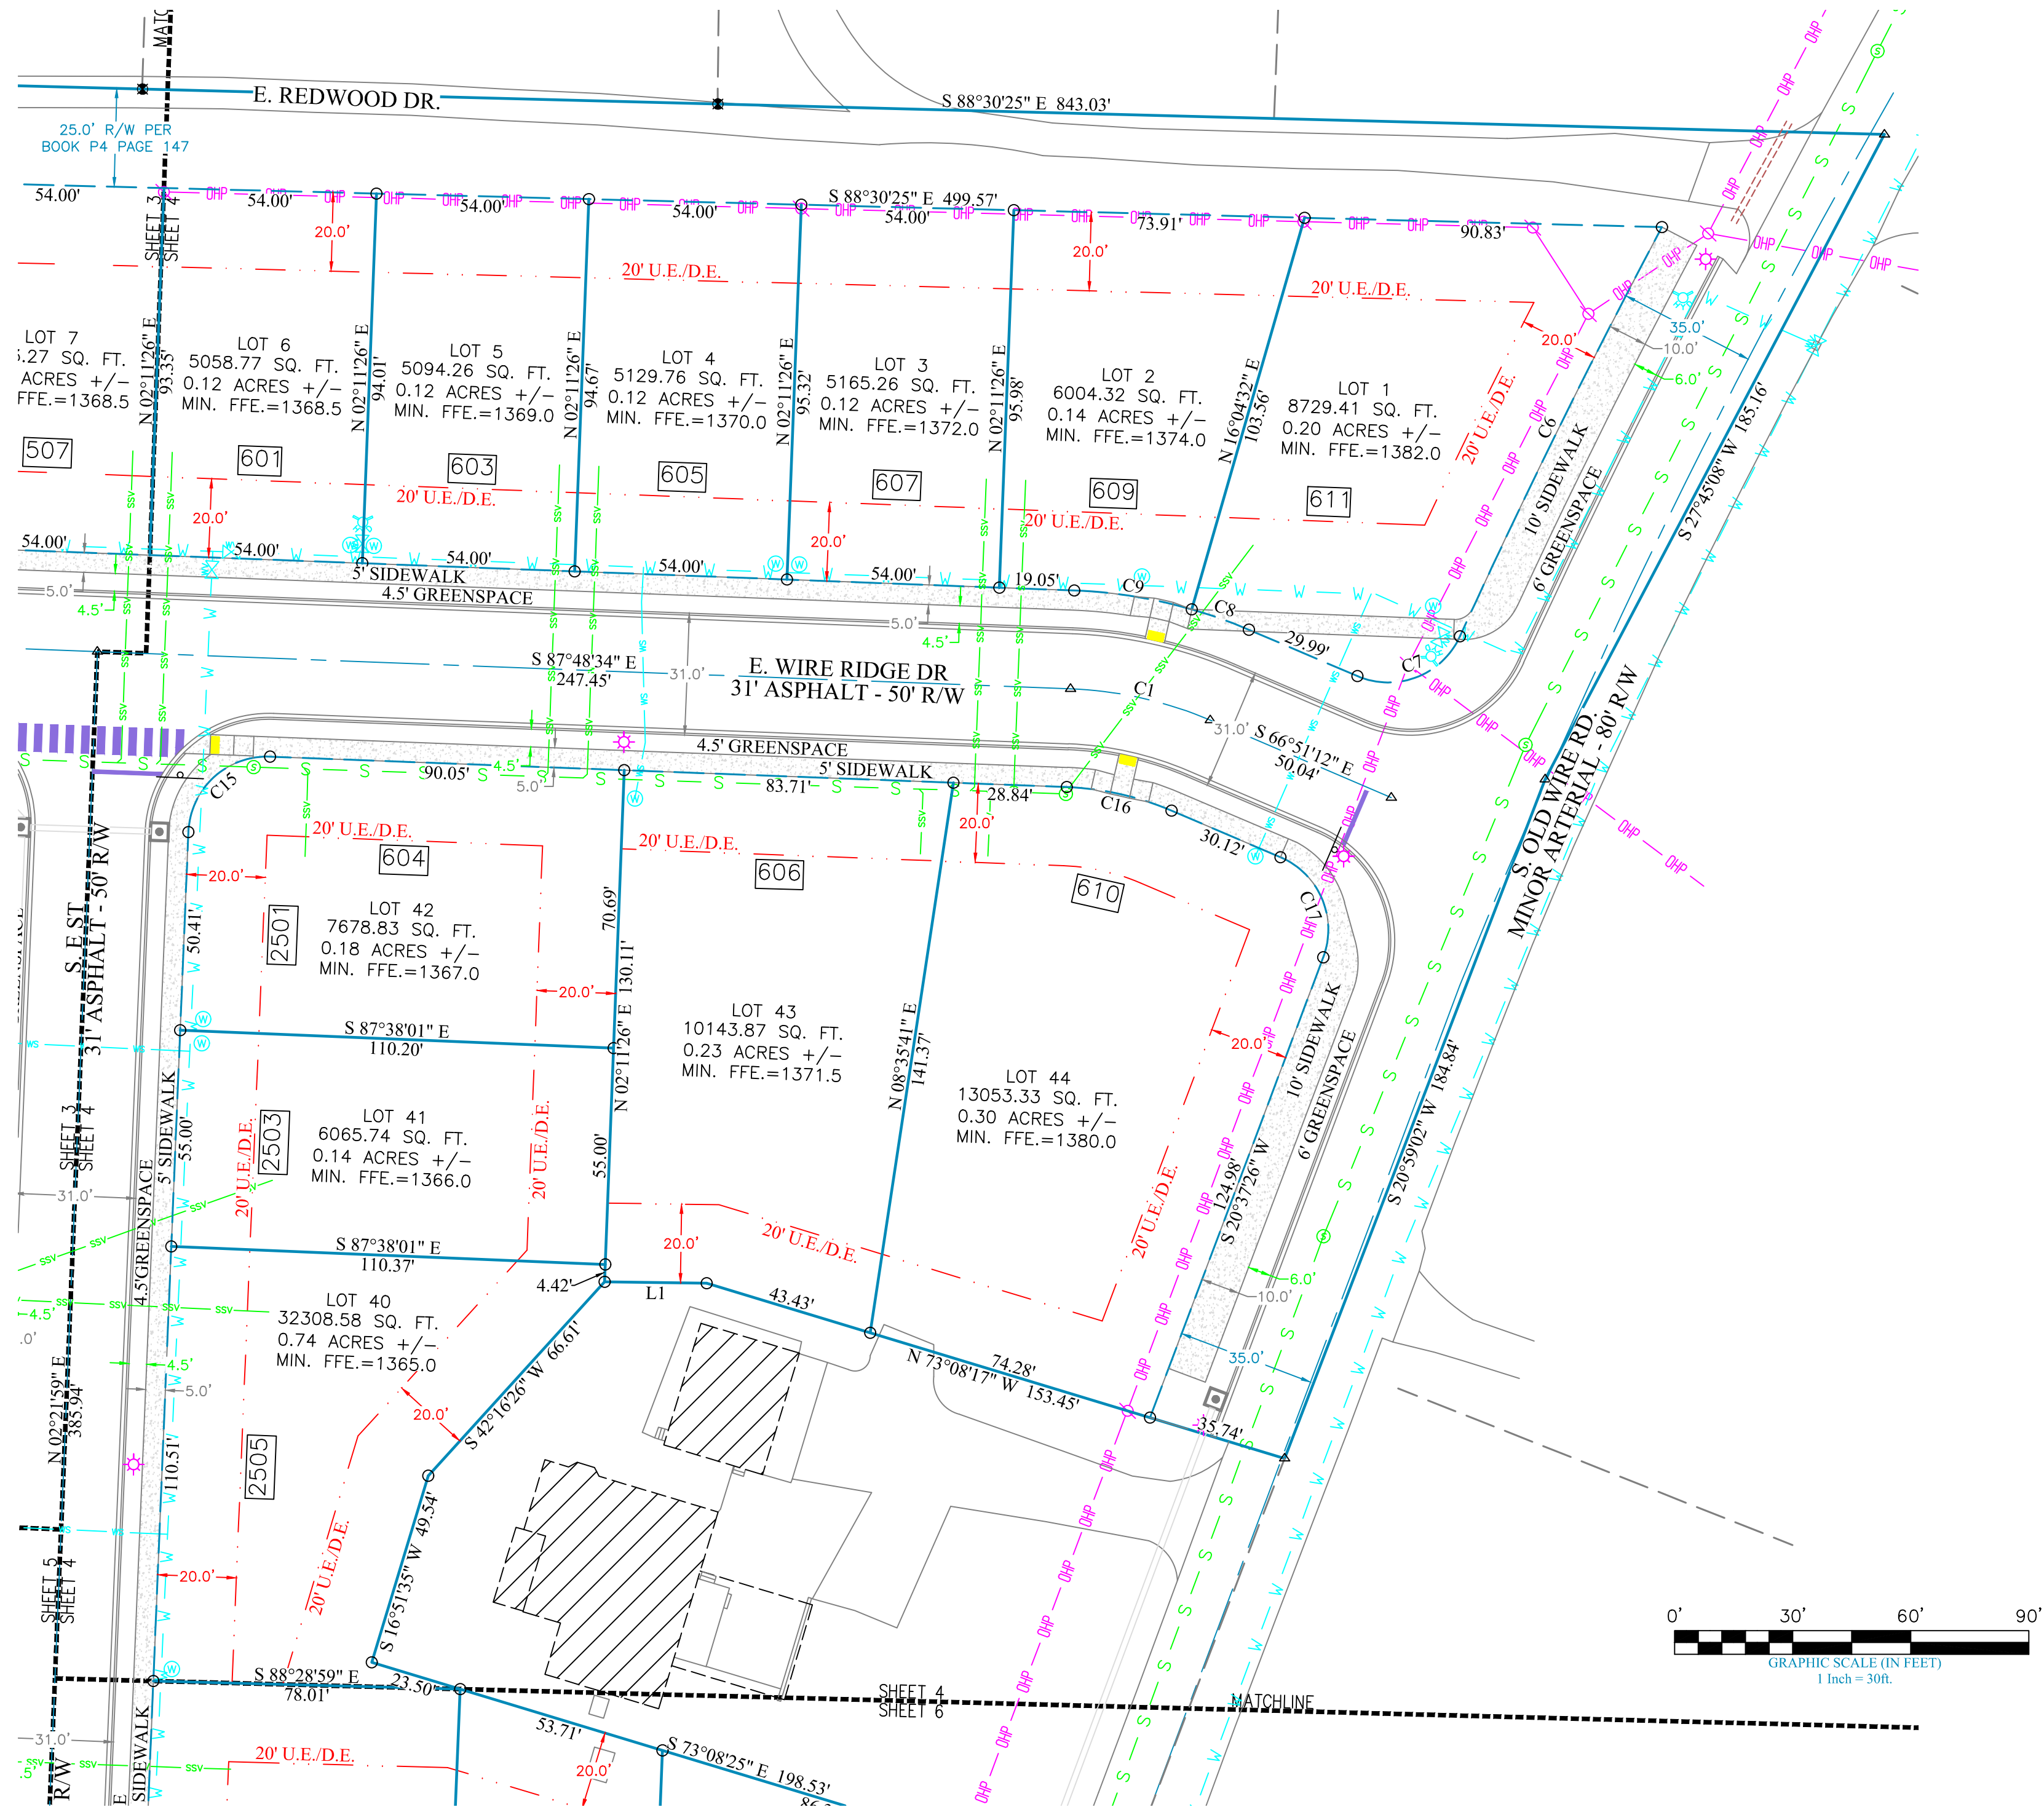 MATC
E. REDWOOD DR.
S 88°30'25" E 843.03'
25.0' R/W PER
BOOK P4 PAGE 147
S 88°30'25" E 499.57'
54.00'
54.00'
54.00'
54.00'
54.00'
73.91'
90.83'
SHEET 3
SHEET 4
20.0'
20.0'
20' U.E./D.E.
20' U.E./D.E.
20.0'
35.0'
10.0'
6.0'
LOT 7
.27 SQ. FT.
ACRES +/-
FFE.=1368.5
507
N 02°11'26" E
93.35'
LOT 6
5058.77 SQ. FT.
0.12 ACRES +/-
MIN. FFE.=1368.5
601
N 02°11'26" E
94.01'
LOT 5
5094.26 SQ. FT.
0.12 ACRES +/-
MIN. FFE.=1369.0
603
N 02°11'26" E
94.67'
LOT 4
5129.76 SQ. FT.
0.12 ACRES +/-
MIN. FFE.=1370.0
605
N 02°11'26" E
95.32'
LOT 3
5165.26 SQ. FT.
0.12 ACRES +/-
MIN. FFE.=1372.0
607
N 02°11'26" E
95.98'
LOT 2
6004.32 SQ. FT.
0.14 ACRES +/-
MIN. FFE.=1374.0
609
N 16°04'32" E
103.56'
LOT 1
8729.41 SQ. FT.
0.20 ACRES +/-
MIN. FFE.=1382.0
611
20' U.E./D.E.
C6
10' SIDEWALK
6' GREENSPACE
S 27°45'08" W 185.16'
20' U.E./D.E.
20' U.E./D.E.
20.0'
20.0'
54.00'
54.00'
54.00'
54.00'
54.00'
19.05'
C9
C8
29.99'
C7
5' SIDEWALK
4.5' GREENSPACE
5.0'
4.5'
5.0'
4.5'
S 87°48'34" E
247.45'
31.0'
E. WIRE RIDGE DR
31' ASPHALT - 50' R/W
C1
31.0'
S 66°51'12" E
50.04'
S. OLD WIRE RD.
MINOR ARTERIAL - 80' R/W
4.5' GREENSPACE
5' SIDEWALK
4.5'
5.0'
C15
90.05'
83.71'
28.84'
C16
30.12'
C17
20.0'
20' U.E./D.E.
20' U.E./D.E.
604
606
610
20.0'
2501
LOT 42
7678.83 SQ. FT.
0.18 ACRES +/-
MIN. FFE.=1367.0
50.41'
70.69'
20.0'
N 02°11'26" E 130.11'
S. E ST
31' ASPHALT - 50' R/W
S 87°38'01" E
110.20'
LOT 43
10143.87 SQ. FT.
0.23 ACRES +/-
MIN. FFE.=1371.5
N 08°35'41" E
141.37'
LOT 44
13053.33 SQ. FT.
0.30 ACRES +/-
MIN. FFE.=1380.0
20.0'
10' SIDEWALK
6' GREENSPACE
S 20°59'02" W 184.84'
124.98'
S 20°37'26" W
20' U.E./D.E.
SHEET 3
SHEET 4
5' SIDEWALK
55.00'
2503
LOT 41
6065.74 SQ. FT.
0.14 ACRES +/-
MIN. FFE.=1366.0
20' U.E./D.E.
20' U.E./D.E.
55.00'
31.0'
4.5'GREENSPACE
S 87°38'01" E
110.37'
20.0'
20' U.E./D.E.
4.42'
L1
43.43'
6.0'
10.0'
35.0'
74.28'
N 73°08'17" W 153.45'
35.74'
4.5'
.0'
LOT 40
32308.58 SQ. FT.
0.74 ACRES +/-
MIN. FFE.=1365.0
4.5'
5.0'
N 02°21'59" E
385.94'
110.51'
2505
20.0'
S 42°16'26" W 66.61'
S 16°51'35" W 49.54'
20' U.E./D.E.
20.0'
SHEET 5
SHEET 4
S 88°28'59" E
78.01'
23.50'
SHEET 4
SHEET 6
MATCHLINE
53.71'
S 73°08'25" E 198.53'
31.0'
20' U.E./D.E.
20.0'
R/W
SIDEWALK
0' 30' 60' 90'
GRAPHIC SCALE (IN FEET)
1 Inch = 30ft.